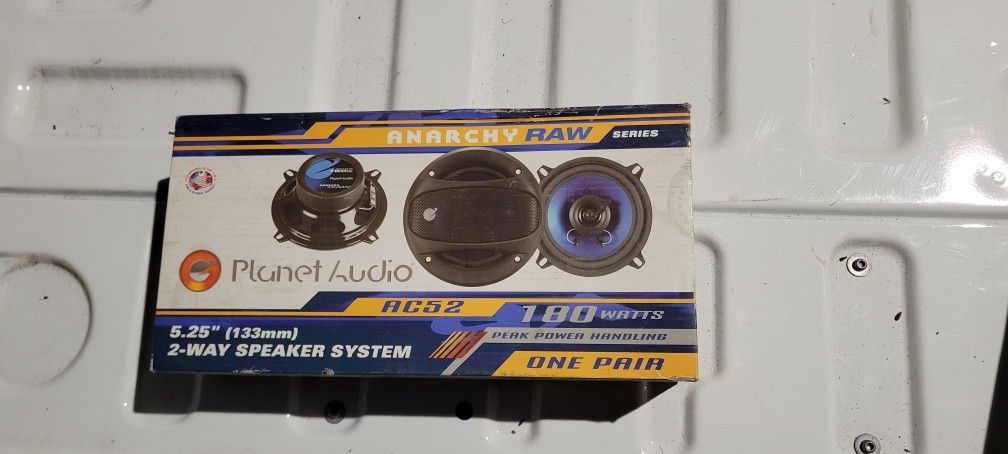 ANARCHY RAW SERIES
Planet Audio
AC52
180 WATTS
PEAK POWER HANDLING
5.25" (133mm)
2-WAY SPEAKER SYSTEM
ONE PAIR